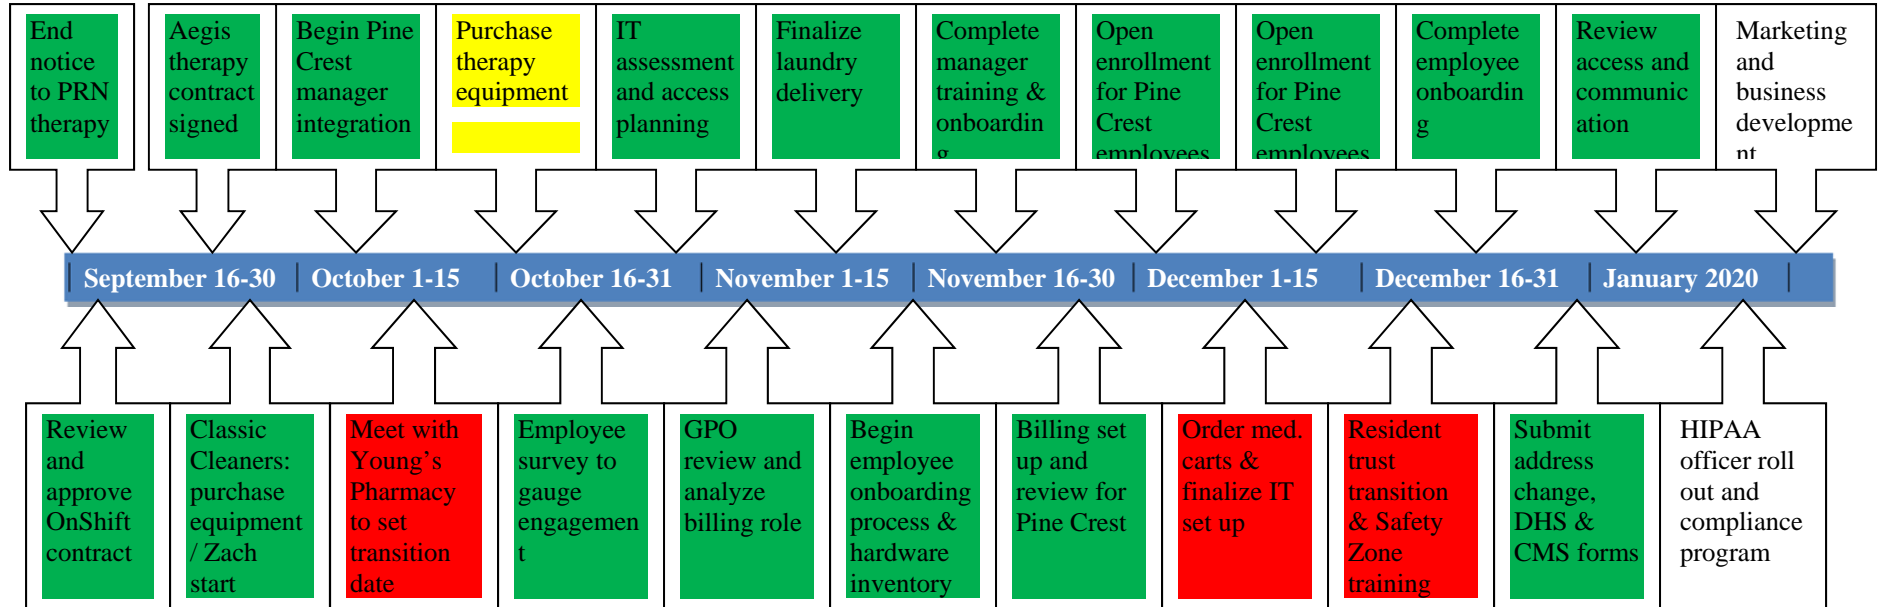 End
notice
to PRN
therapy
Aegis
therapy
contract
signed
Begin Pine
Crest
manager
integration
Purchase
therapy
equipment
IT
assessment
and access
planning
Finalize
laundry
delivery
Complete
manager
training &
onboardin
g
Open
enrollment
for Pine
Crest
employees
Open
enrollment
for Pine
Crest
employees
Complete
employee
onboardin
g
Review
access and
communic
ation
Marketing
and
business
developme
nt
September 16-30
October 1-15
October 16-31
November 1-15
November 16-30
December 1-15
December 16-31
January 2020
Review
and
approve
OnShift
contract
Classic
Cleaners:
purchase
equipment
/ Zach
start
Meet with
Young’s
Pharmacy
to set
transition
date
Employee
survey to
gauge
engagemen
t
GPO
review and
analyze
billing role
Begin
employee
onboarding
process &
hardware
inventory
Billing set
up and
review for
Pine Crest
Order med.
carts &
finalize IT
set up
Resident
trust
transition
& Safety
Zone
training
Submit
address
change,
DHS &
CMS forms
HIPAA
officer roll
out and
compliance
program